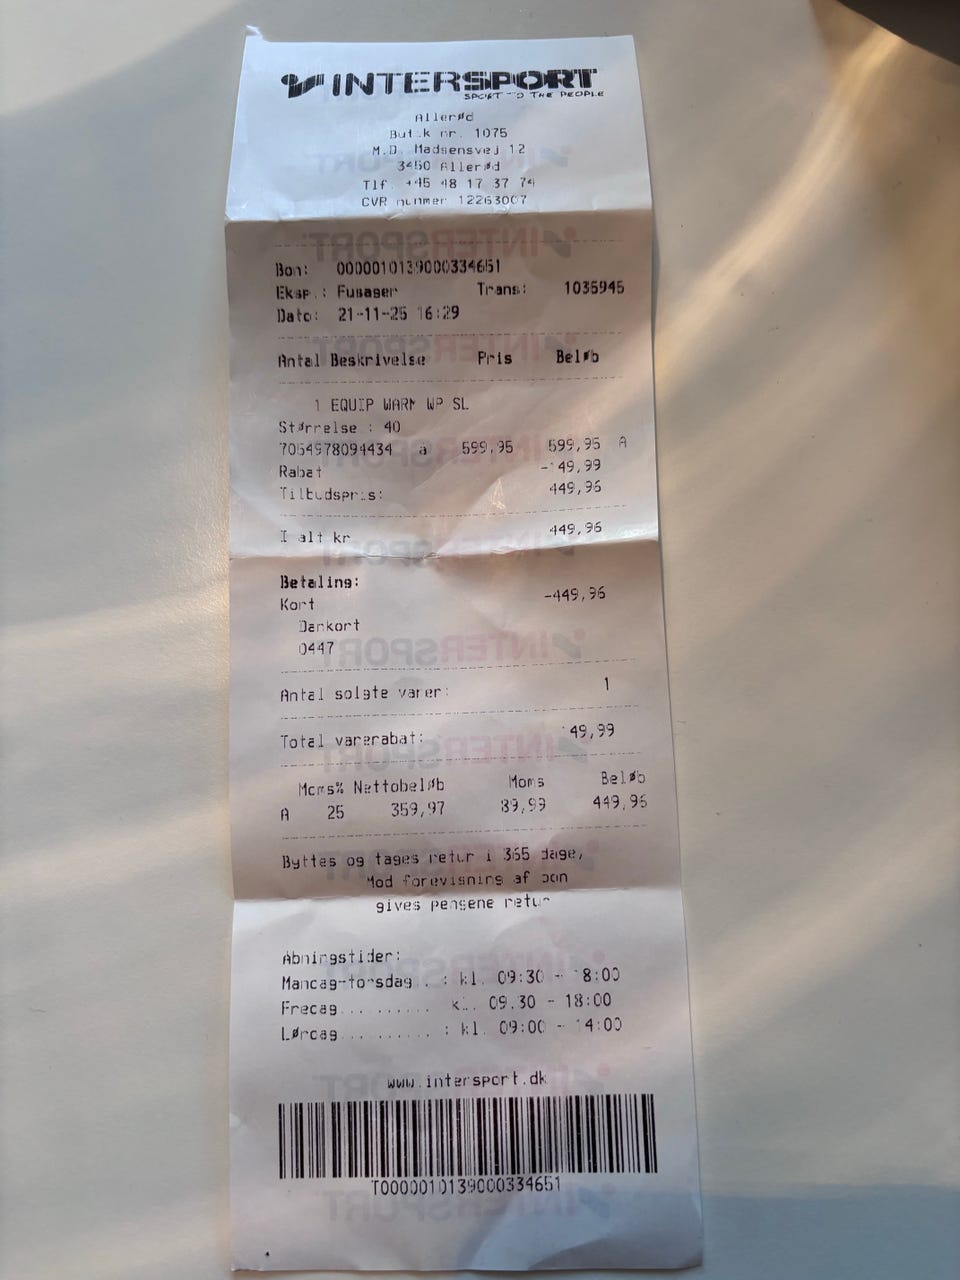 INTERSPORT
SPORT TO THE PEOPLE
Allerød
Butik nr. 1075
M.D. Madsensvej 12
3450 Allerød
Tlf. +45 48 17 37 74
CVR nummer 12263007
Bon: 0000010139000334651
Eksp.: Fusager Trans: 1035945
Dato: 21-11-25 16:29
Antal Beskrivelse Pris Beløb
1 EQUIP WARM WP SL
Størrelse : 40
7054978094434 a 599,95 599,95 A
Rabat -149,99
Tilbudspris: 449,96
I alt kr 449,96
Betaling:
Kort -449,96
Dankort
0447
Antal solgte varer: 1
Total varerabat: 149,99
Moms% Nettobeløb Moms Beløb
A 25 359,97 89,99 449,96
Byttes og tages retur i 365 dage,
Mod forevisning af bon
gives pengene retur
Åbningstider:
Mandag-torsdag..: kl. 09:30 - 18:00
Fredag......... kl. 09.30 - 18:00
Lørdag.........: kl. 09:00 - 14:00
www.intersport.dk
T0000010139000334651